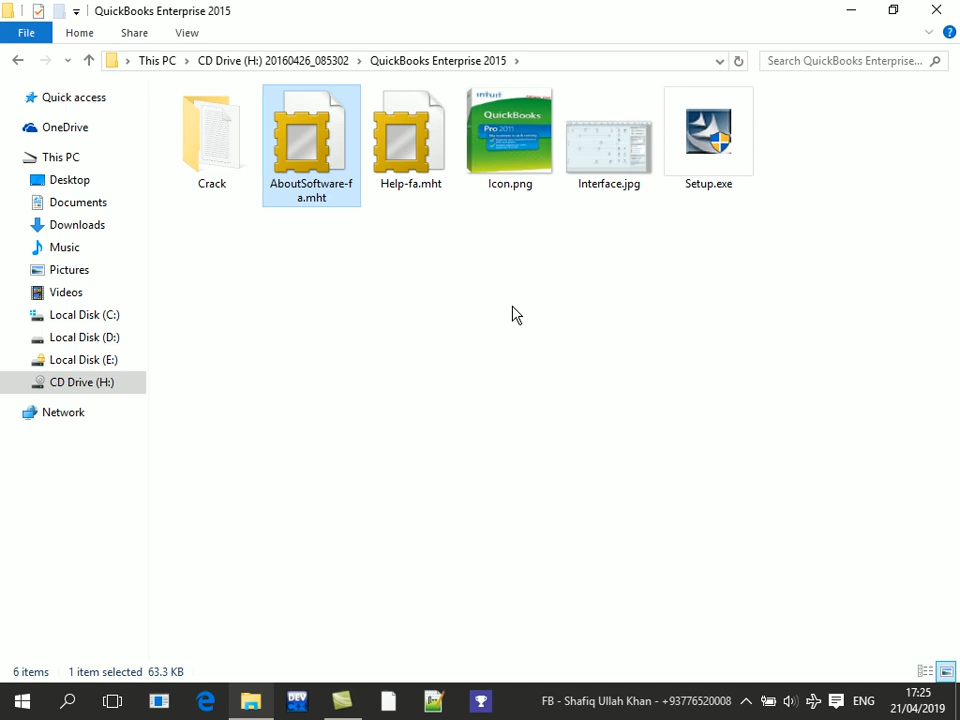 QuickBooks Enterprise 2015
File Home Share View
This PC CD Drive (H:) 20160426_085302 QuickBooks Enterprise 2015
Search QuickBooks Enterprise...
Quick access
OneDrive
This PC
Desktop
Documents
Downloads
Music
Pictures
Videos
Local Disk (C:)
Local Disk (D:)
Local Disk (E:)
CD Drive (H:)
Network
intuit
QuickBooks
Pro 2011
Crack
AboutSoftware-f
a.mht
Help-fa.mht
Icon.png
Interface.jpg
Setup.exe
6 items 1 item selected 63.3 KB
DEV
FB - Shafiq Ullah Khan - +93776520008
ENG
17:25
21/04/2019